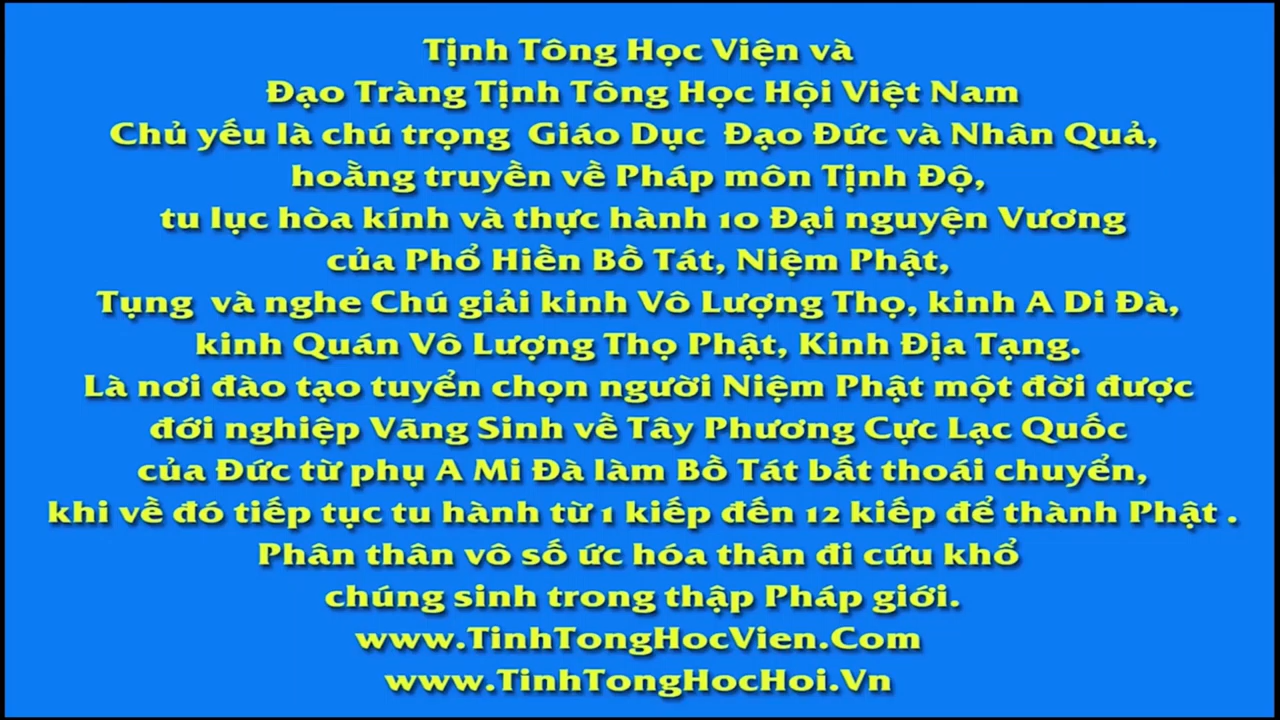 Tịnh Tông Học Viện và
Đạo Tràng Tịnh Tông Học Hội Việt Nam
Chủ yếu là chú trọng Giáo Dục Đạo Đức và Nhân Quả,
hoằng truyền về Pháp môn Tịnh Độ,
tu lục hòa kính và thực hành 10 Đại nguyện Vương
của Phổ Hiền Bồ Tát, Niệm Phật,
Tụng và nghe Chú giải kinh Vô Lượng Thọ, kinh A Di Đà,
kinh Quán Vô Lượng Thọ Phật, Kinh Địa Tạng.
Là nơi đào tạo tuyển chọn người Niệm Phật một đời được
đới nghiệp Vãng Sinh về Tây Phương Cực Lạc Quốc
của Đức từ phụ A Mi Đà làm Bồ Tát bất thoái chuyển,
khi về đó tiếp tục tu hành từ 1 kiếp đến 12 kiếp để thành Phật .
Phân thân vô số ức hóa thân đi cứu khổ
chúng sinh trong thập Pháp giới.
www.TinhTongHocVien.Com
www.TinhTongHocHoi.Vn